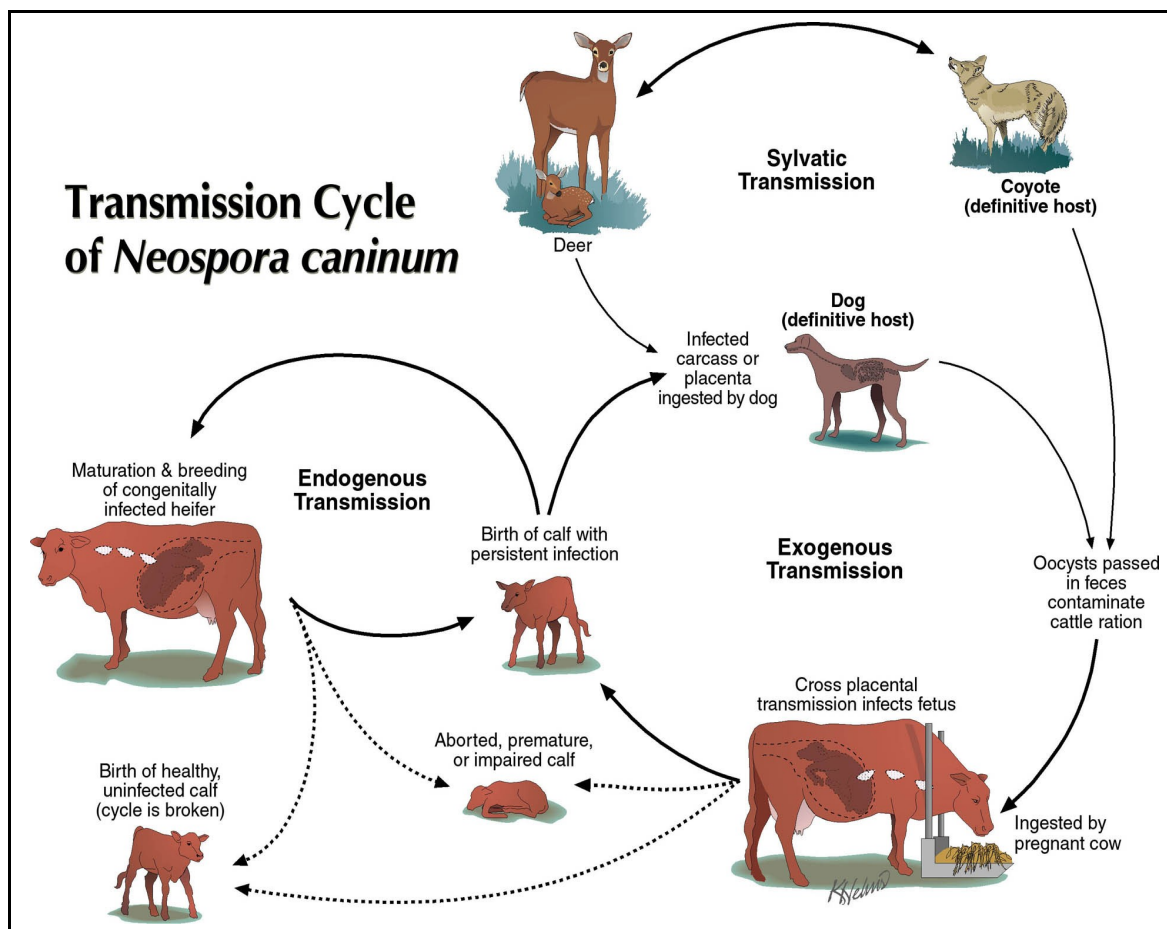 Transmission Cycle
of Neospora caninum
Deer
Sylvatic
Transmission
Coyote
(definitive host)
Dog
(definitive host)
Infected
carcass or
placenta
ingested by dog
Maturation & breeding
of congenitally
infected heifer
Endogenous
Transmission
Birth of calf with
persistent infection
Exogenous
Transmission
Oocysts passed
in feces
contaminate
cattle ration
Cross placental
transmission infects fetus
Aborted, premature,
or impaired calf
Birth of healthy,
uninfected calf
(cycle is broken)
Ingested by
pregnant cow